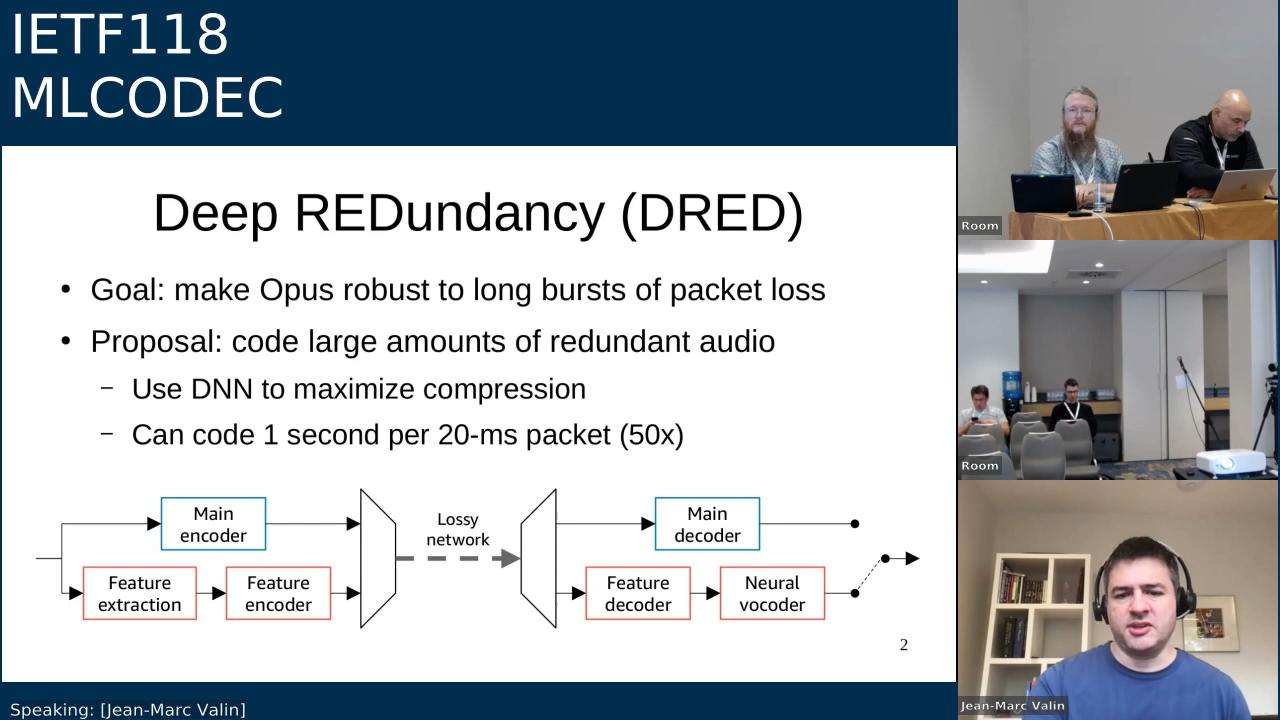 IETF118
MLCODEC
Deep REDundancy (DRED)
• Goal: make Opus robust to long bursts of packet loss
• Proposal: code large amounts of redundant audio
– Use DNN to maximize compression
– Can code 1 second per 20-ms packet (50x)
Main
encoder
Feature
extraction
Feature
encoder
Lossy
network
Main
decoder
Feature
decoder
Neural
vocoder
2
Speaking: [Jean-Marc Valin]
Room
Room
Jean-Marc Valin